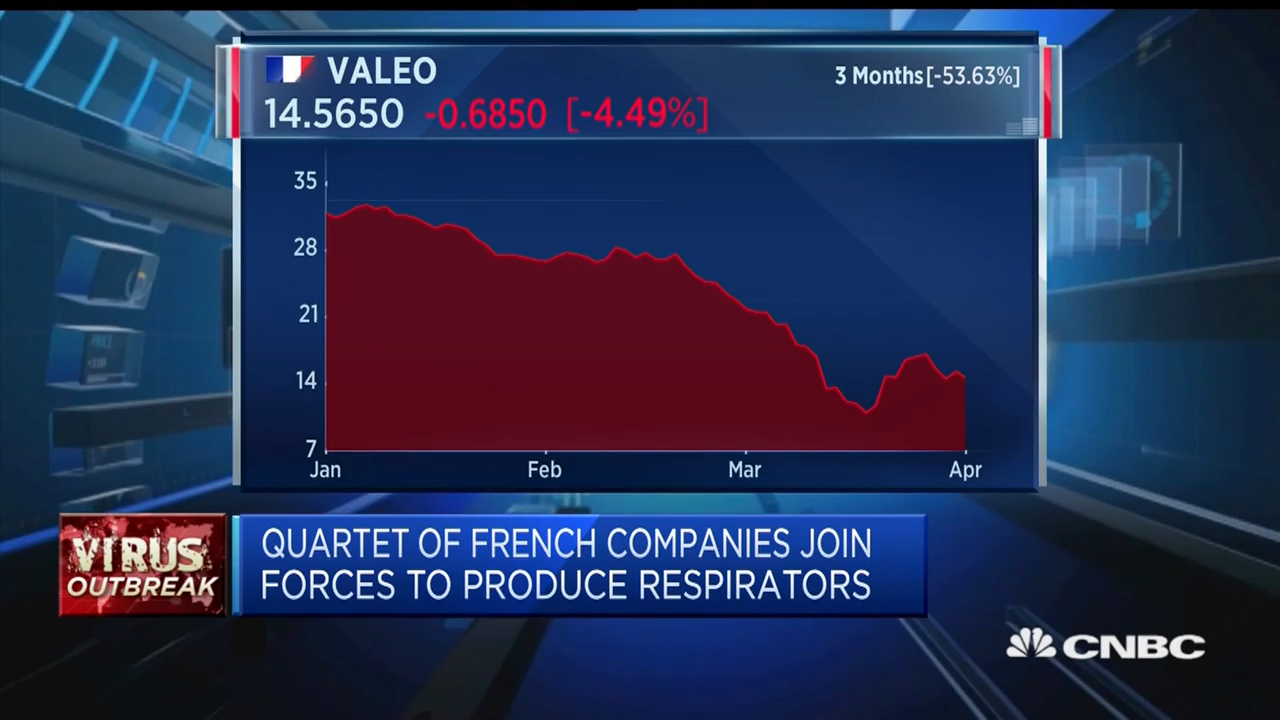 VALEO
3 Months[-53.63%]
14.5650 -0.6850 [-4.49%]
35
28
21
14
7
Jan Feb Mar Apr
VIRUS
OUTBREAK
QUARTET OF FRENCH COMPANIES JOIN
FORCES TO PRODUCE RESPIRATORS
CNBC